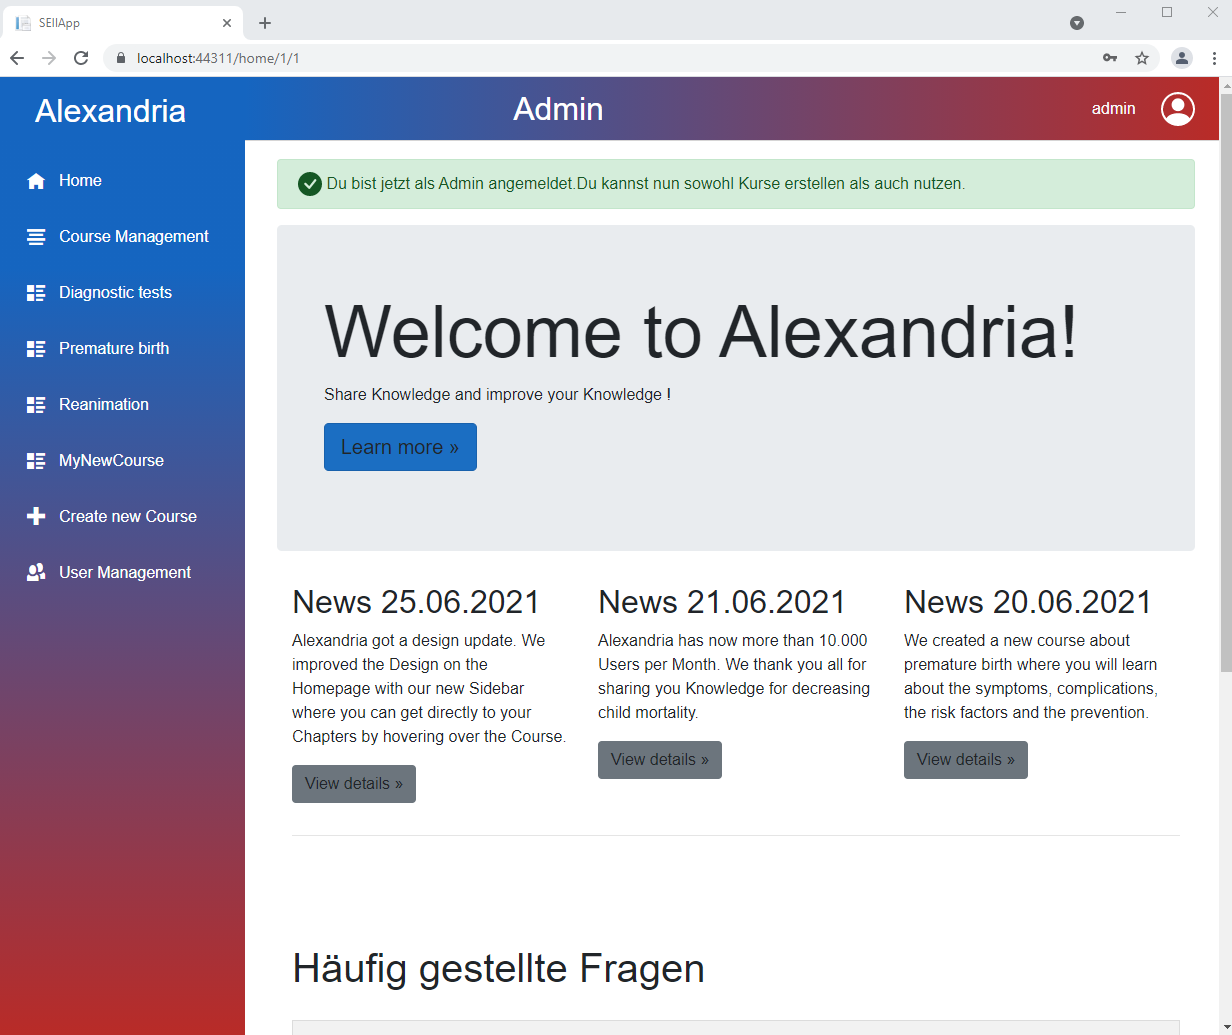 SEIIApp
localhost:44311/home/1/1
Alexandria
Admin
admin
Home
Course Management
Diagnostic tests
Premature birth
Reanimation
MyNewCourse
Create new Course
User Management
Du bist jetzt als Admin angemeldet.Du kannst nun sowohl Kurse erstellen als auch nutzen.
Welcome to Alexandria!
Share Knowledge and improve your Knowledge !
Learn more »
News 25.06.2021
Alexandria got a design update. We
improved the Design on the
Homepage with our new Sidebar
where you can get directly to your
Chapters by hovering over the Course.
View details »
News 21.06.2021
Alexandria has now more than 10.000
Users per Month. We thank you all for
sharing you Knowledge for decreasing
child mortality.
View details »
News 20.06.2021
We created a new course about
premature birth where you will learn
about the symptoms, complications,
the risk factors and the prevention.
View details »
Häufig gestellte Fragen